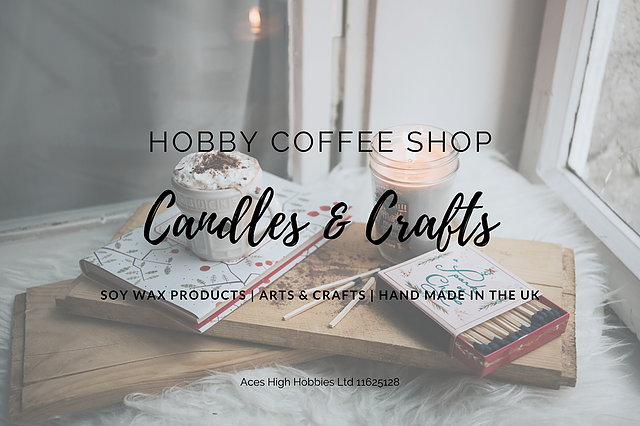 HOBBY COFFEE SHOP
Candles & Crafts
SOY WAX PRODUCTS | ARTS & CRAFTS | HAND MADE IN THE UK
Aces High Hobbies Ltd 11625128